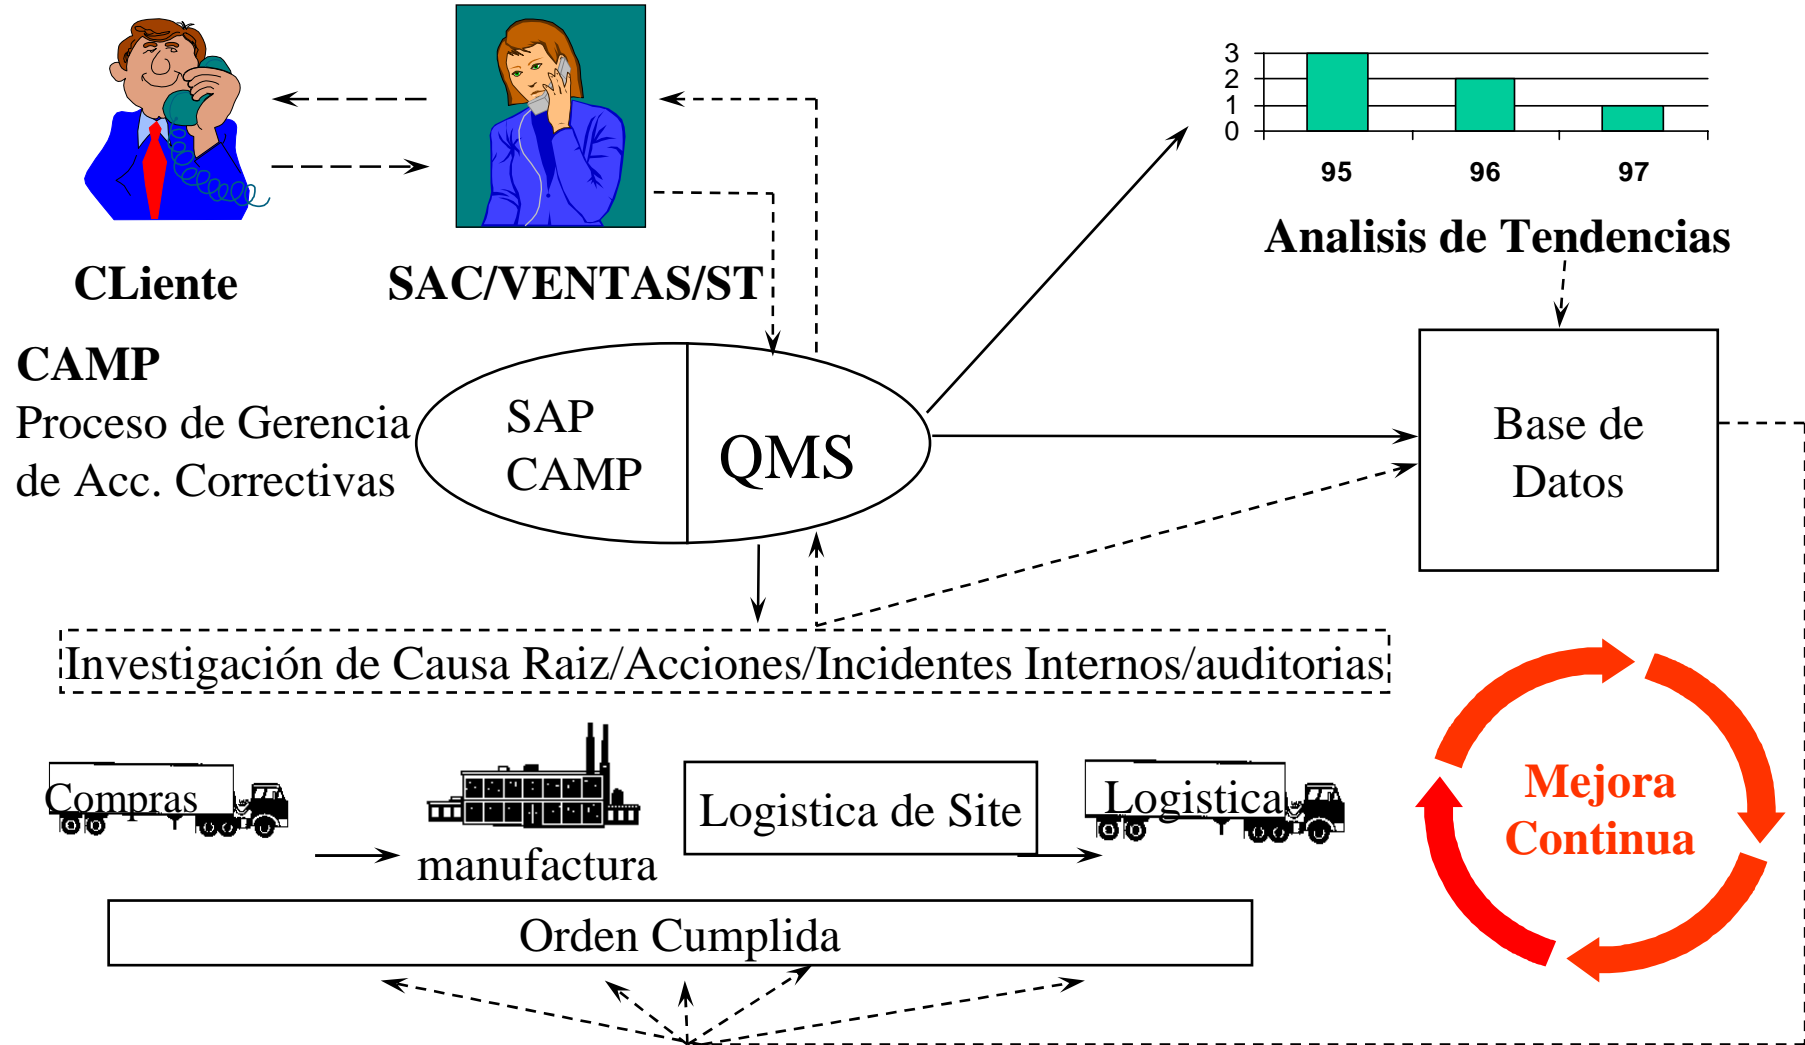 3
2
1
0
95 96 97
Analisis de Tendencias
CLiente
SAC/VENTAS/ST
CAMP
Proceso de Gerencia
de Acc. Correctivas
SAP
CAMP
QMS
Base de
Datos
Investigación de Causa Raiz/Acciones/Incidentes Internos/auditorias
Compras
manufactura
Logistica de Site
Logistica
Mejora
Continua
Orden Cumplida